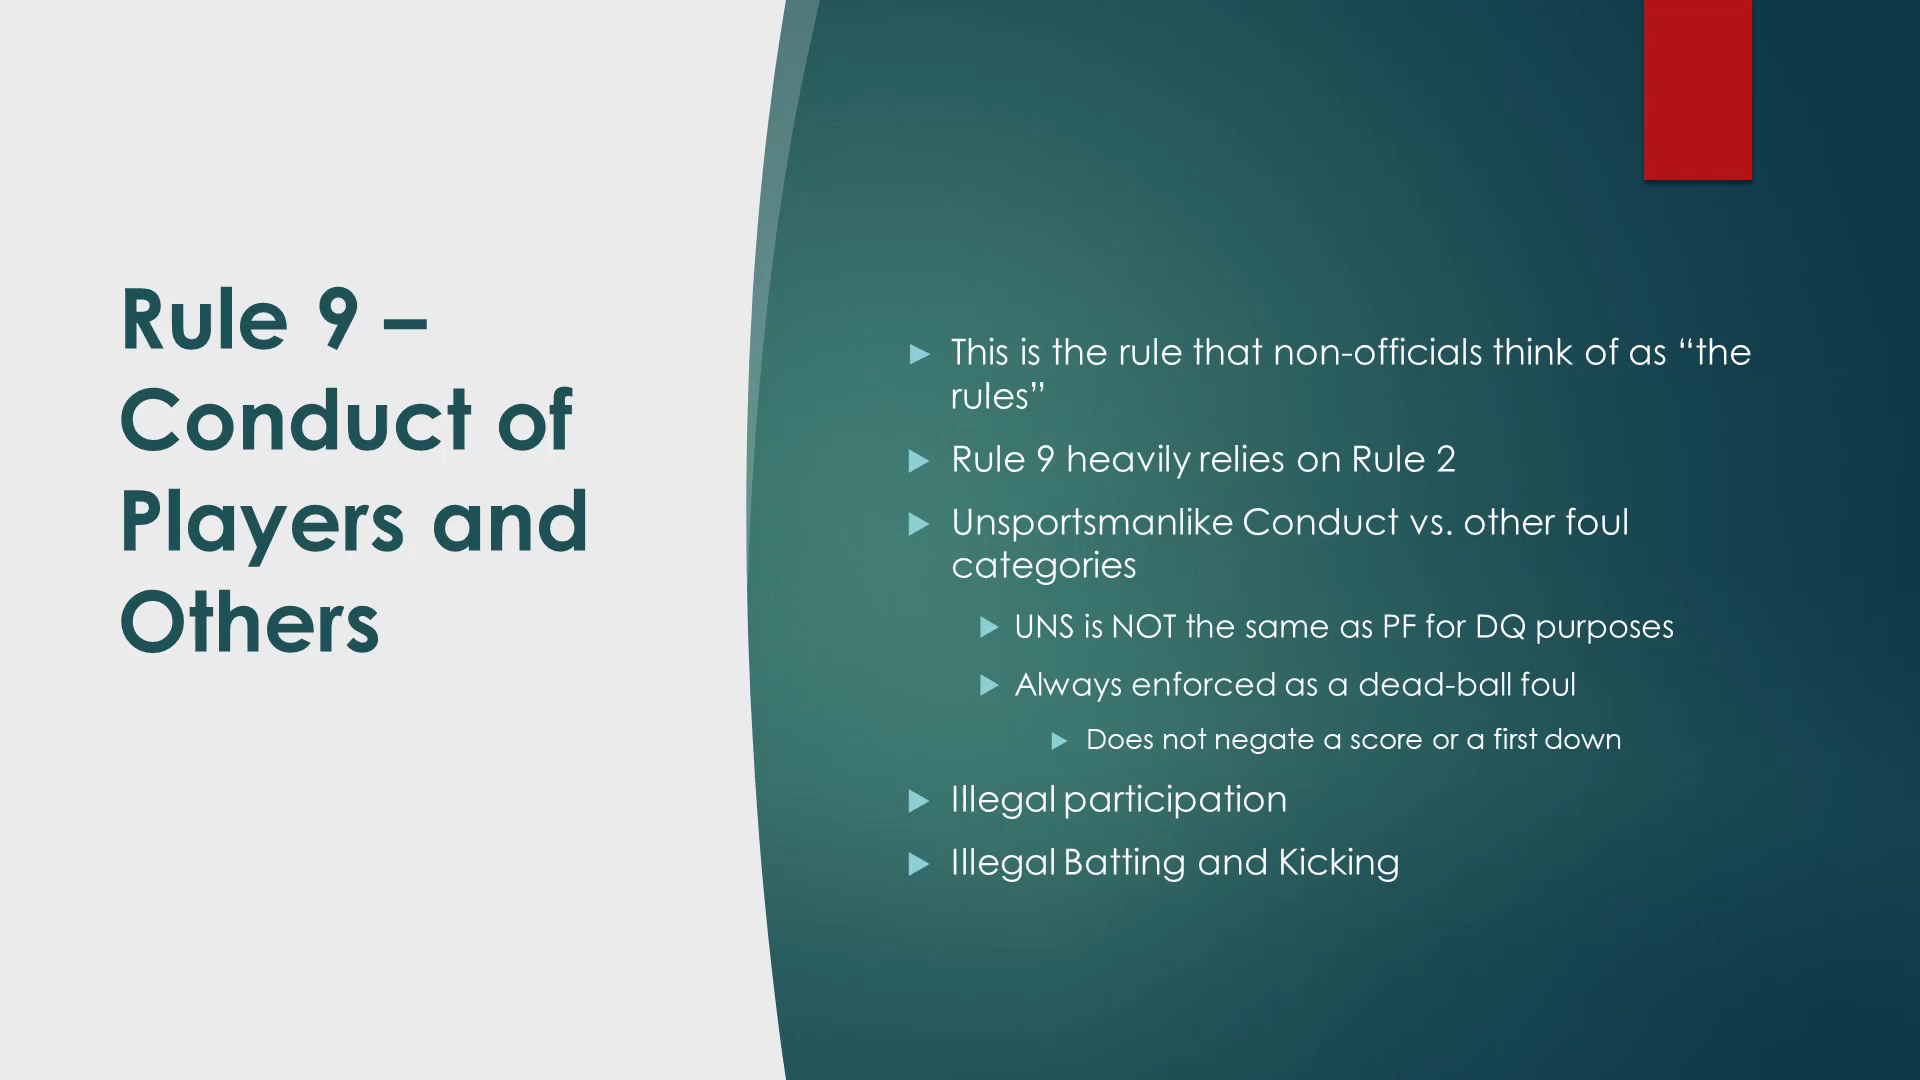 Rule 9 –
Conduct of
Players and
Others
This is the rule that non-officials think of as “the
rules”
Rule 9 heavily relies on Rule 2
Unsportsmanlike Conduct vs. other foul
categories
UNS is NOT the same as PF for DQ purposes
Always enforced as a dead-ball foul
Does not negate a score or a first down
Illegal participation
Illegal Batting and Kicking